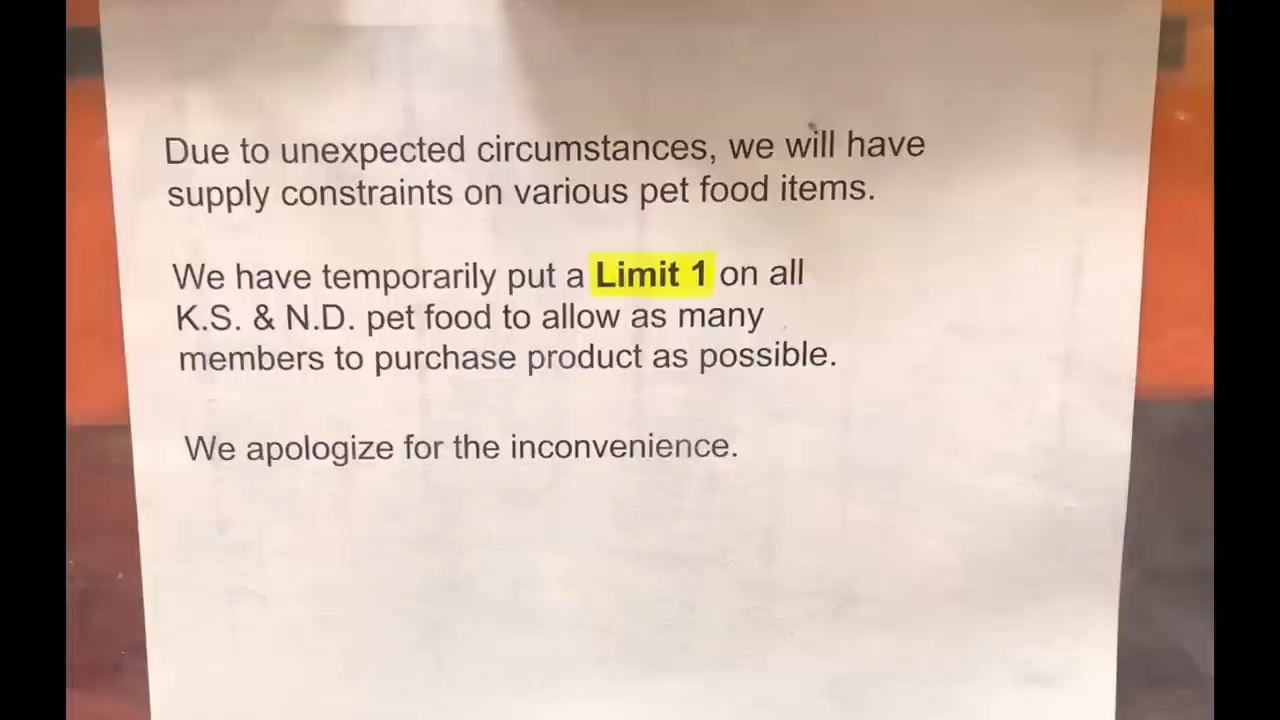 Due to unexpected circumstances, we will have
supply constraints on various pet food items.
We have temporarily put a Limit 1 on all
K.S. & N.D. pet food to allow as many
members to purchase product as possible.
We apologize for the inconvenience.